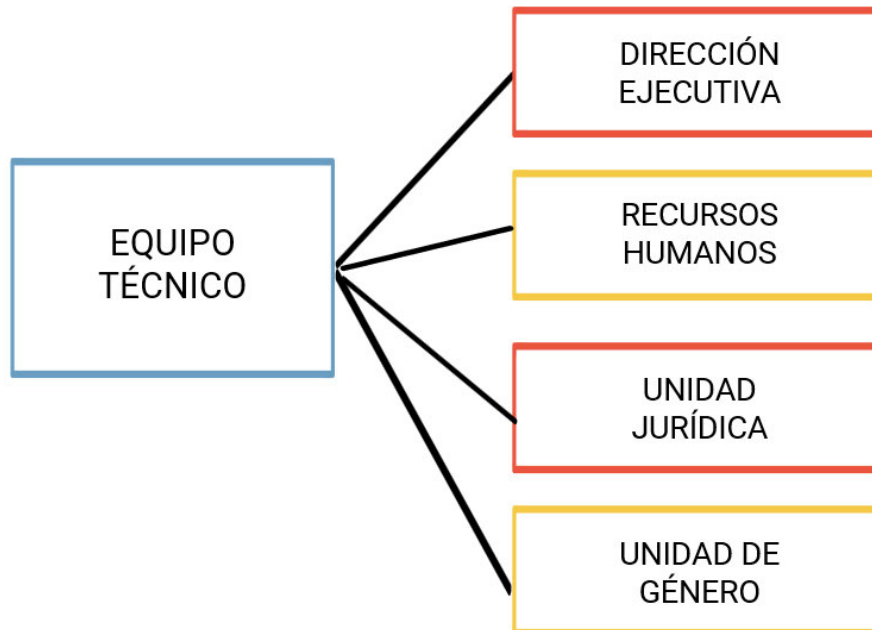 EQUIPO
TÉCNICO
DIRECCIÓN
EJECUTIVA
RECURSOS
HUMANOS
UNIDAD
JURÍDICA
UNIDAD DE
GÉNERO